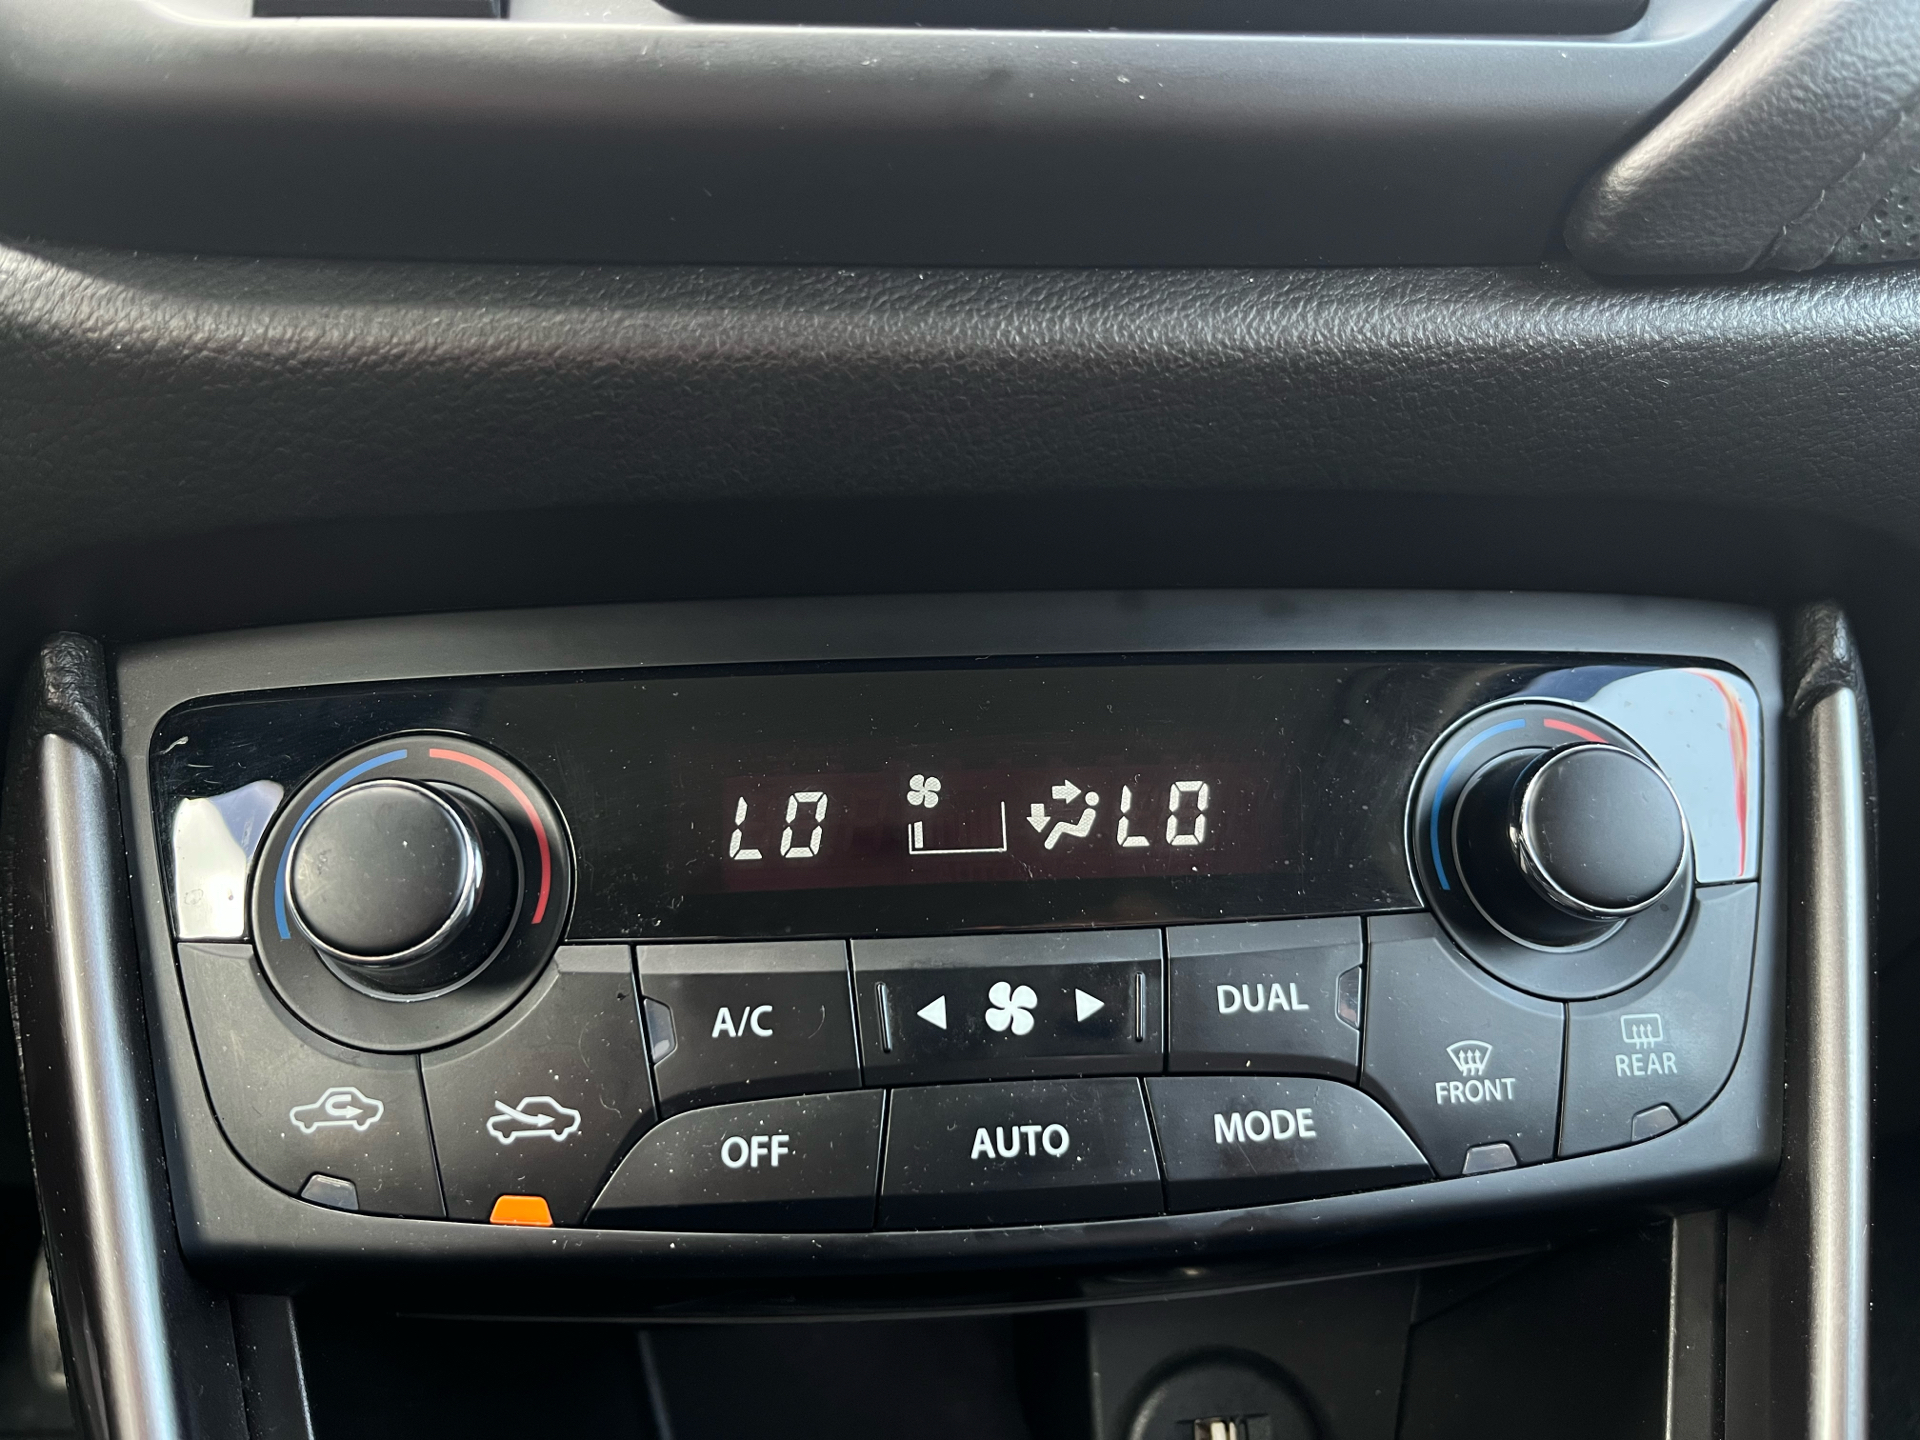 LO LO
A/C
DUAL
FRONT
REAR
OFF
AUTO
MODE